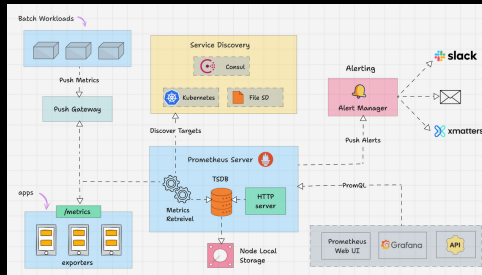 Batch Workloads
Service Discovery
Consul
Kubernetes
File SD
Alerting
Alert Manager
slack
xmatters
Push Metrics
Push Gateway
Discover Targets
Push Alerts
Prometheus Server
TSDB
HTTP
server
Metrics
Retreival
PromQL
apps
/metrics
exporters
Node Local
Storage
Prometheus
Web UI
Grafana
API